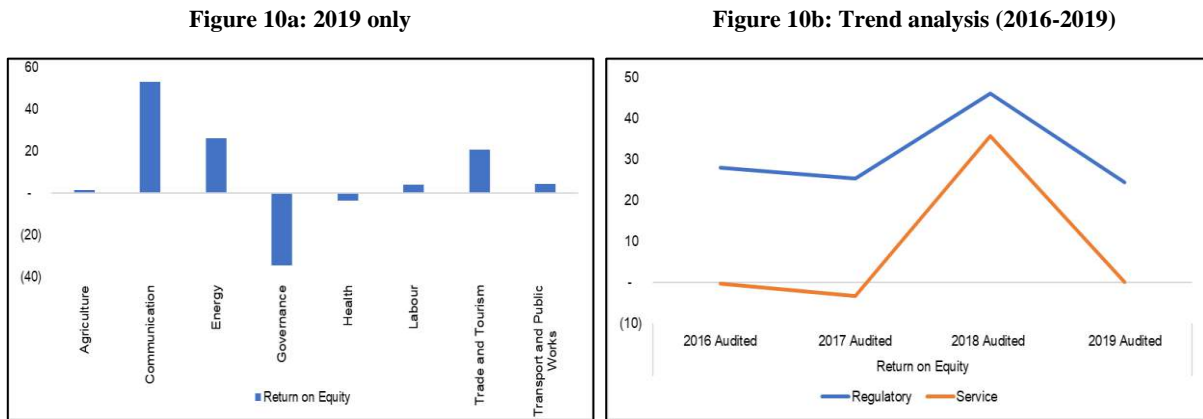 Figure 10a: 2019 only
60
40
20
-
(20)
(40)
Agriculture
Communication
Energy
Governance
Health
Labour
Trade and Tourism
Transport and Public
Works
Return on Equity
Figure 10b: Trend analysis (2016-2019)
50
40
30
20
10
-
(10)
2016 Audited
2017 Audited
2018 Audited
2019 Audited
Return on Equity
Regulatory
Service